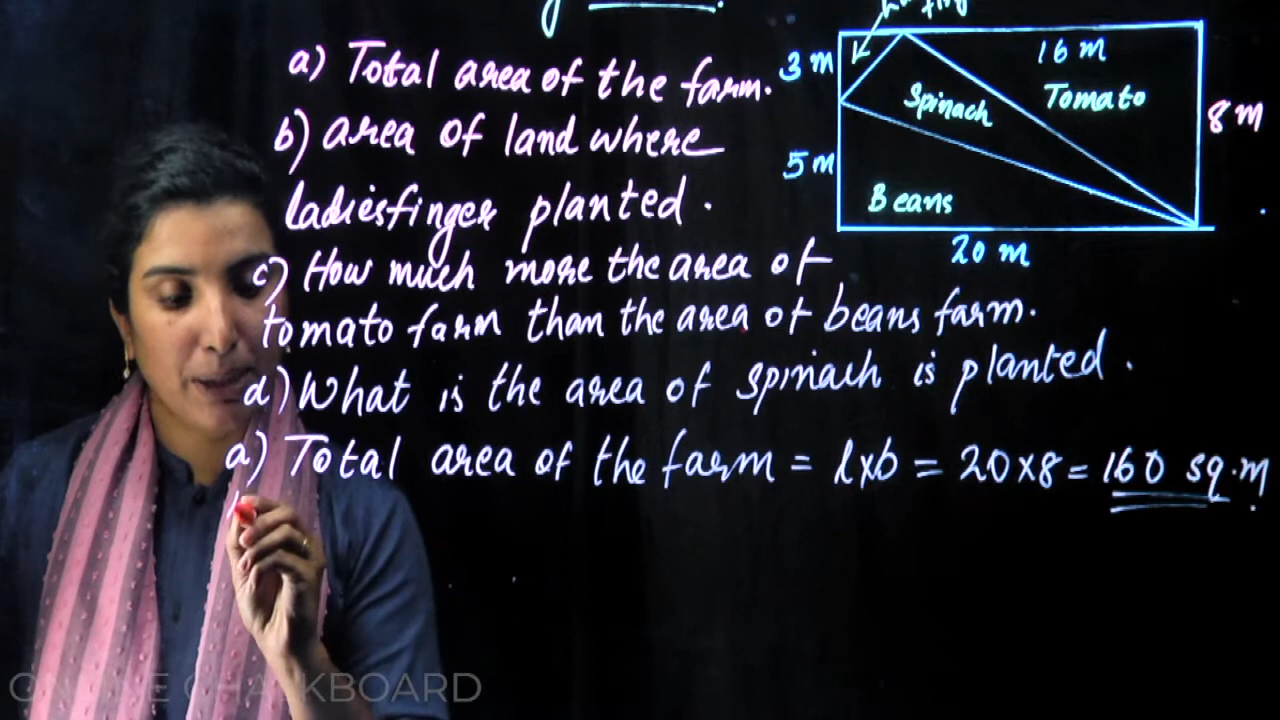 a) Total area of the farm.
b) area of land where
ladiesfinger planted.
c) How much more the area of
tomato farm than the area of beans farm.
d) What is the area of spinach is planted.
a) Total area of the farm = l×b = 20×8 = 160 sq.m
3 m
16 m
Spinach
Tomato
8 m
5 m
Beans
20 m
ONLINE CHALKBOARD